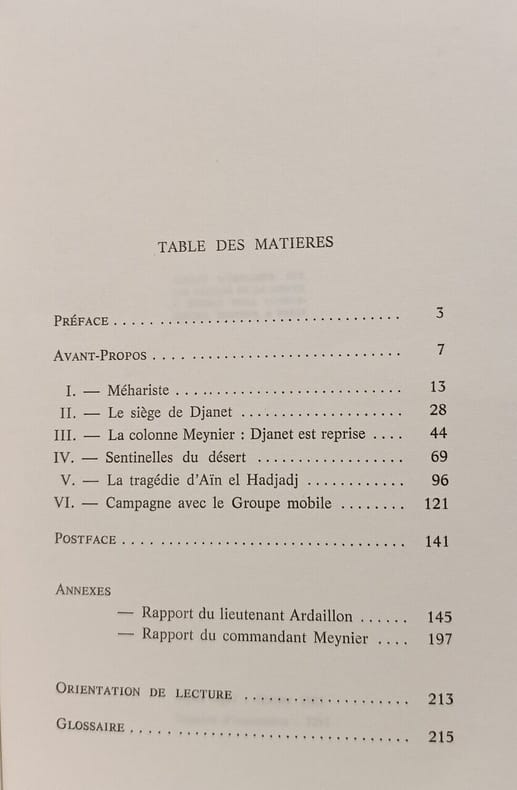 TABLE DES MATIERES
PRÉFACE .................................. 3
AVANT-PROPOS .............................. 7
I. — Méhariste .......................... 13
II. — Le siège de Djanet ................... 28
III. — La colonne Meynier : Djanet est reprise .... 44
IV. — Sentinelles du désert .................. 69
V. — La tragédie d'Aïn el Hadjadj ............ 96
VI. — Campagne avec le Groupe mobile ........ 121
POSTFACE ................................. 141
ANNEXES
— Rapport du lieutenant Ardaillon ...... 145
— Rapport du commandant Meynier .... 197
ORIENTATION DE LECTURE ................... 213
GLOSSAIRE ................................ 215